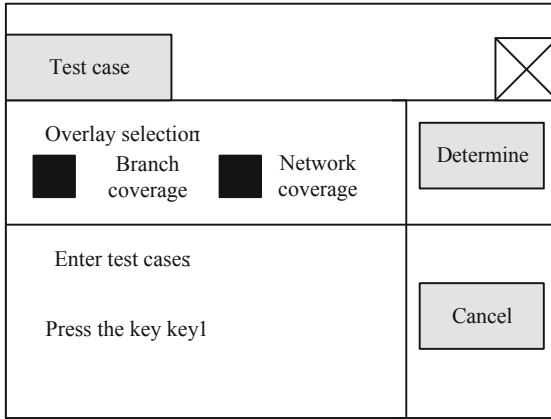 Test case
Overlay selection:
Branch
coverage
Network
coverage
Determine
Enter test cases:
Press the key key1
Cancel